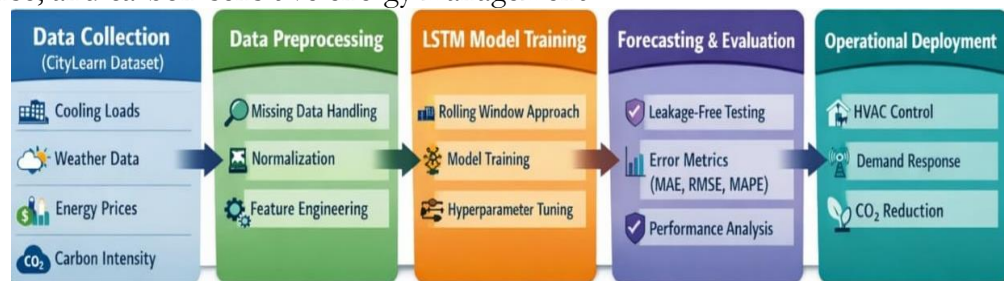 Data Collection
(CityLearn Dataset)
Cooling Loads
Weather Data
$
Energy Prices
CO₂
Carbon Intensity
Data Preprocessing
Missing Data Handling
Normalization
Feature Engineering
LSTM Model Training
Rolling Window Approach
Model Training
Hyperparameter Tuning
Forecasting & Evaluation
Leakage-Free Testing
Error Metrics
(MAE, RMSE, MAPE)
Performance Analysis
Operational Deployment
HVAC Control
Demand Response
CO₂ Reduction